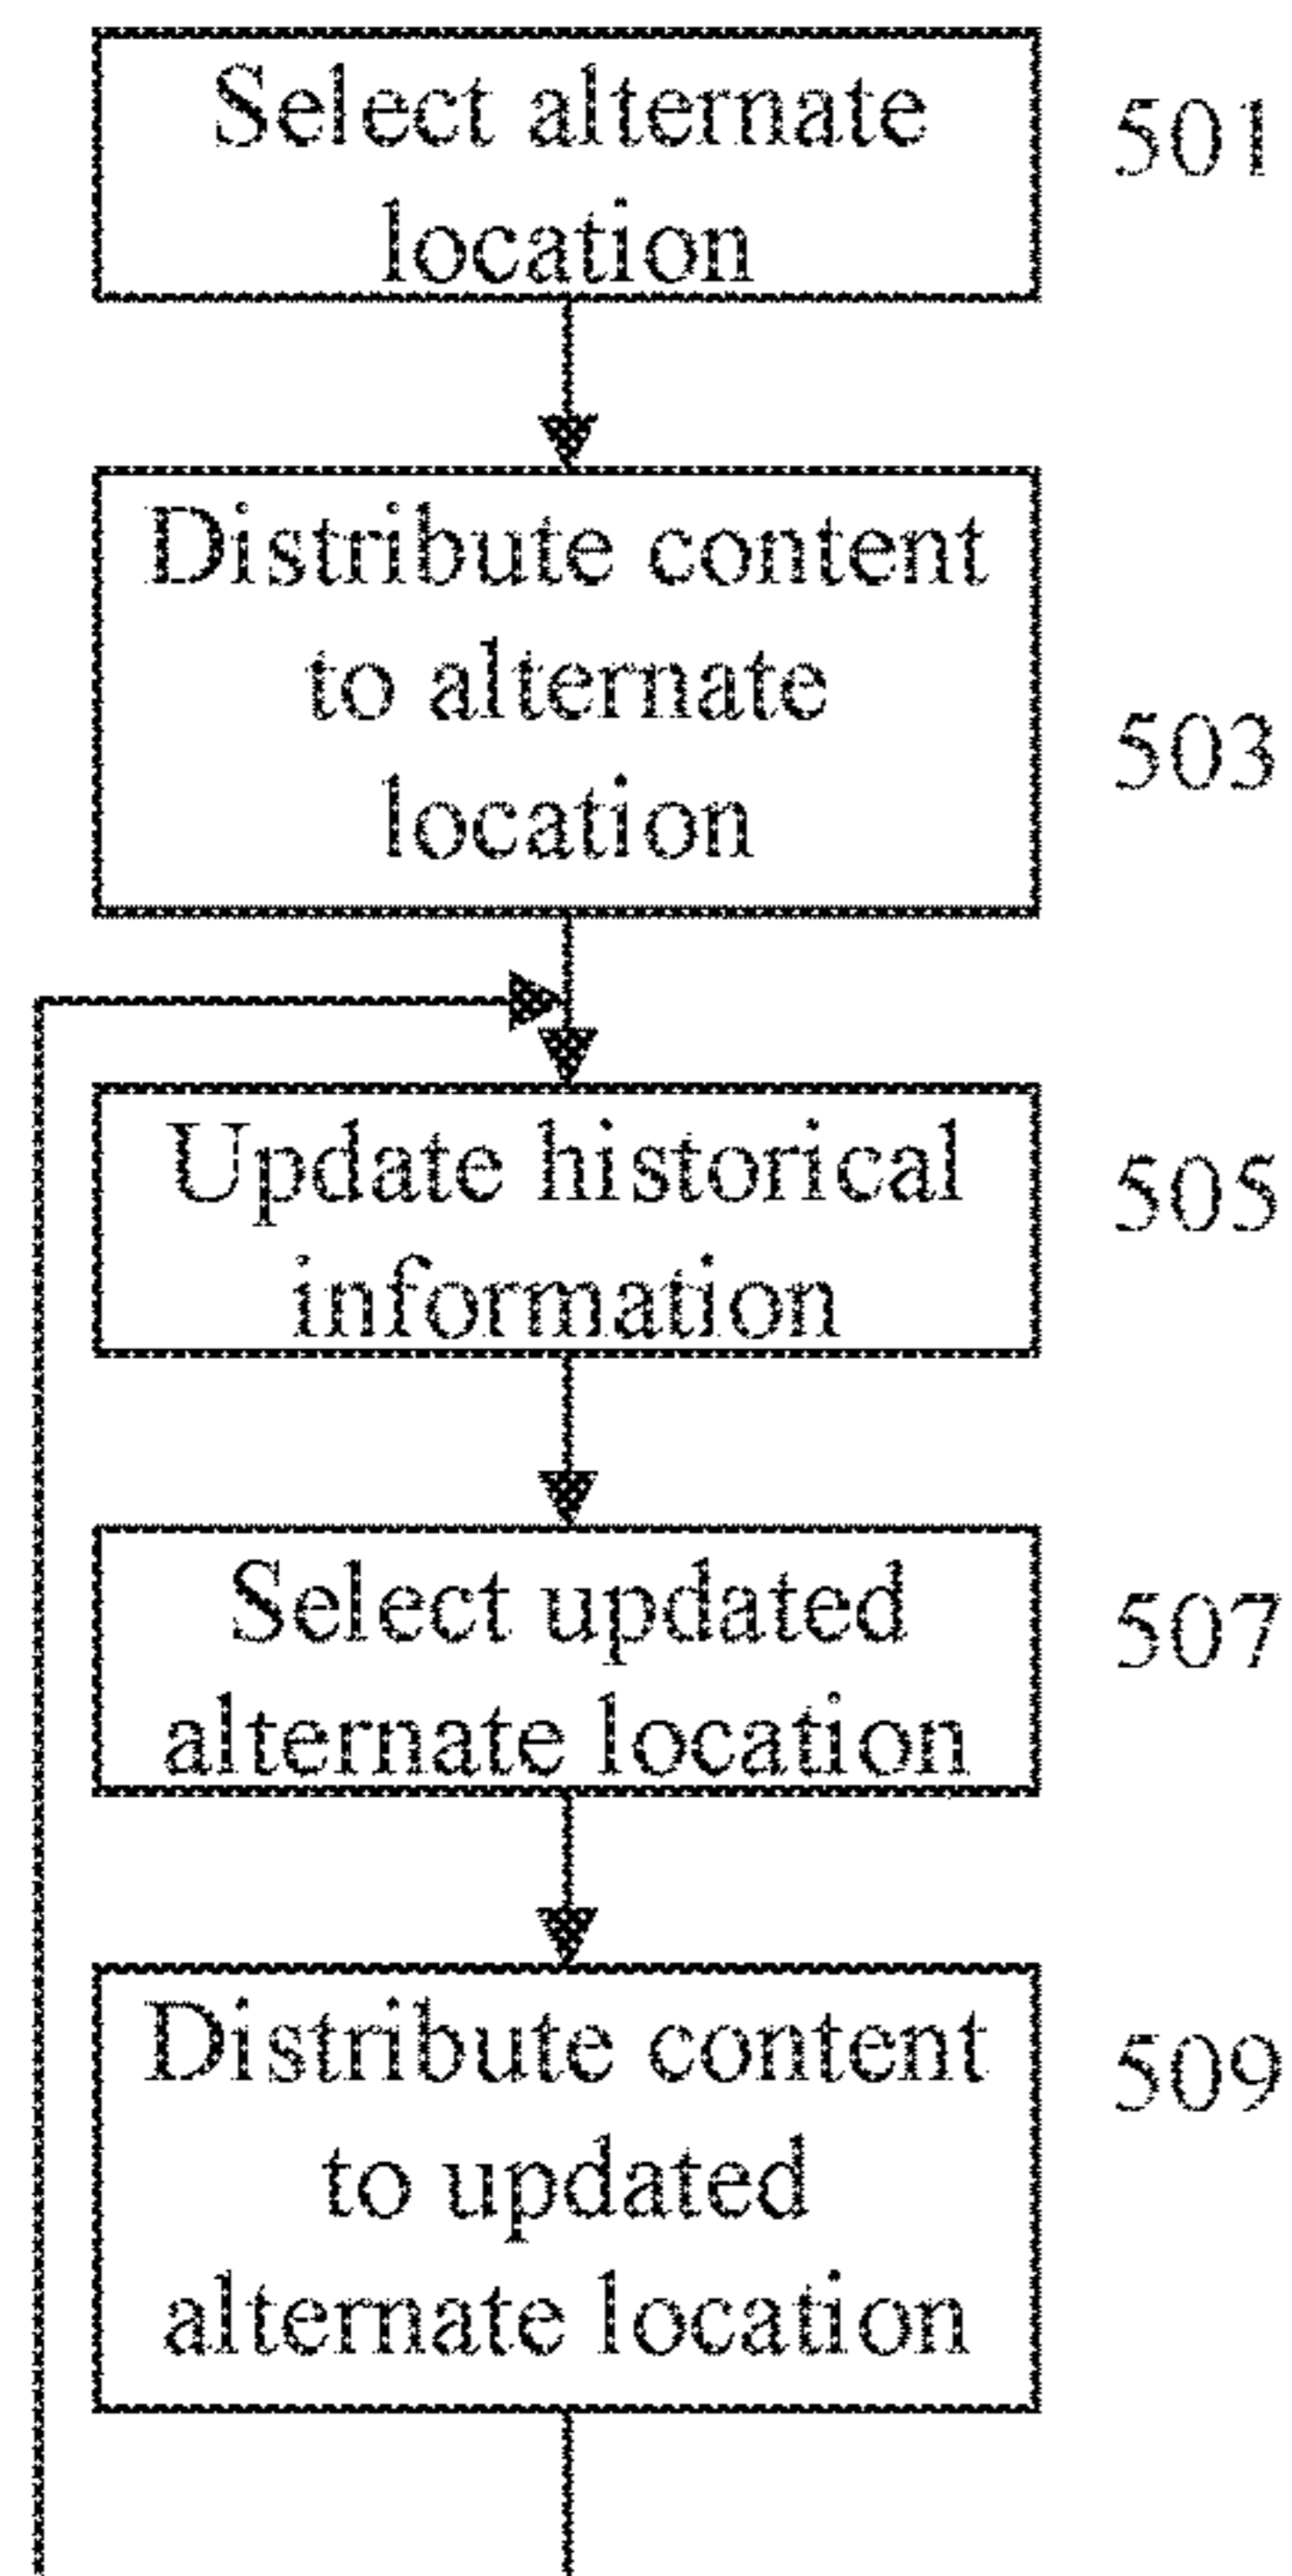 Select alternate
location
501
Distribute content
to alternate
location
503
Update historical
information
505
Select updated
alternate location
507
Distribute content
to updated
alternate location
509